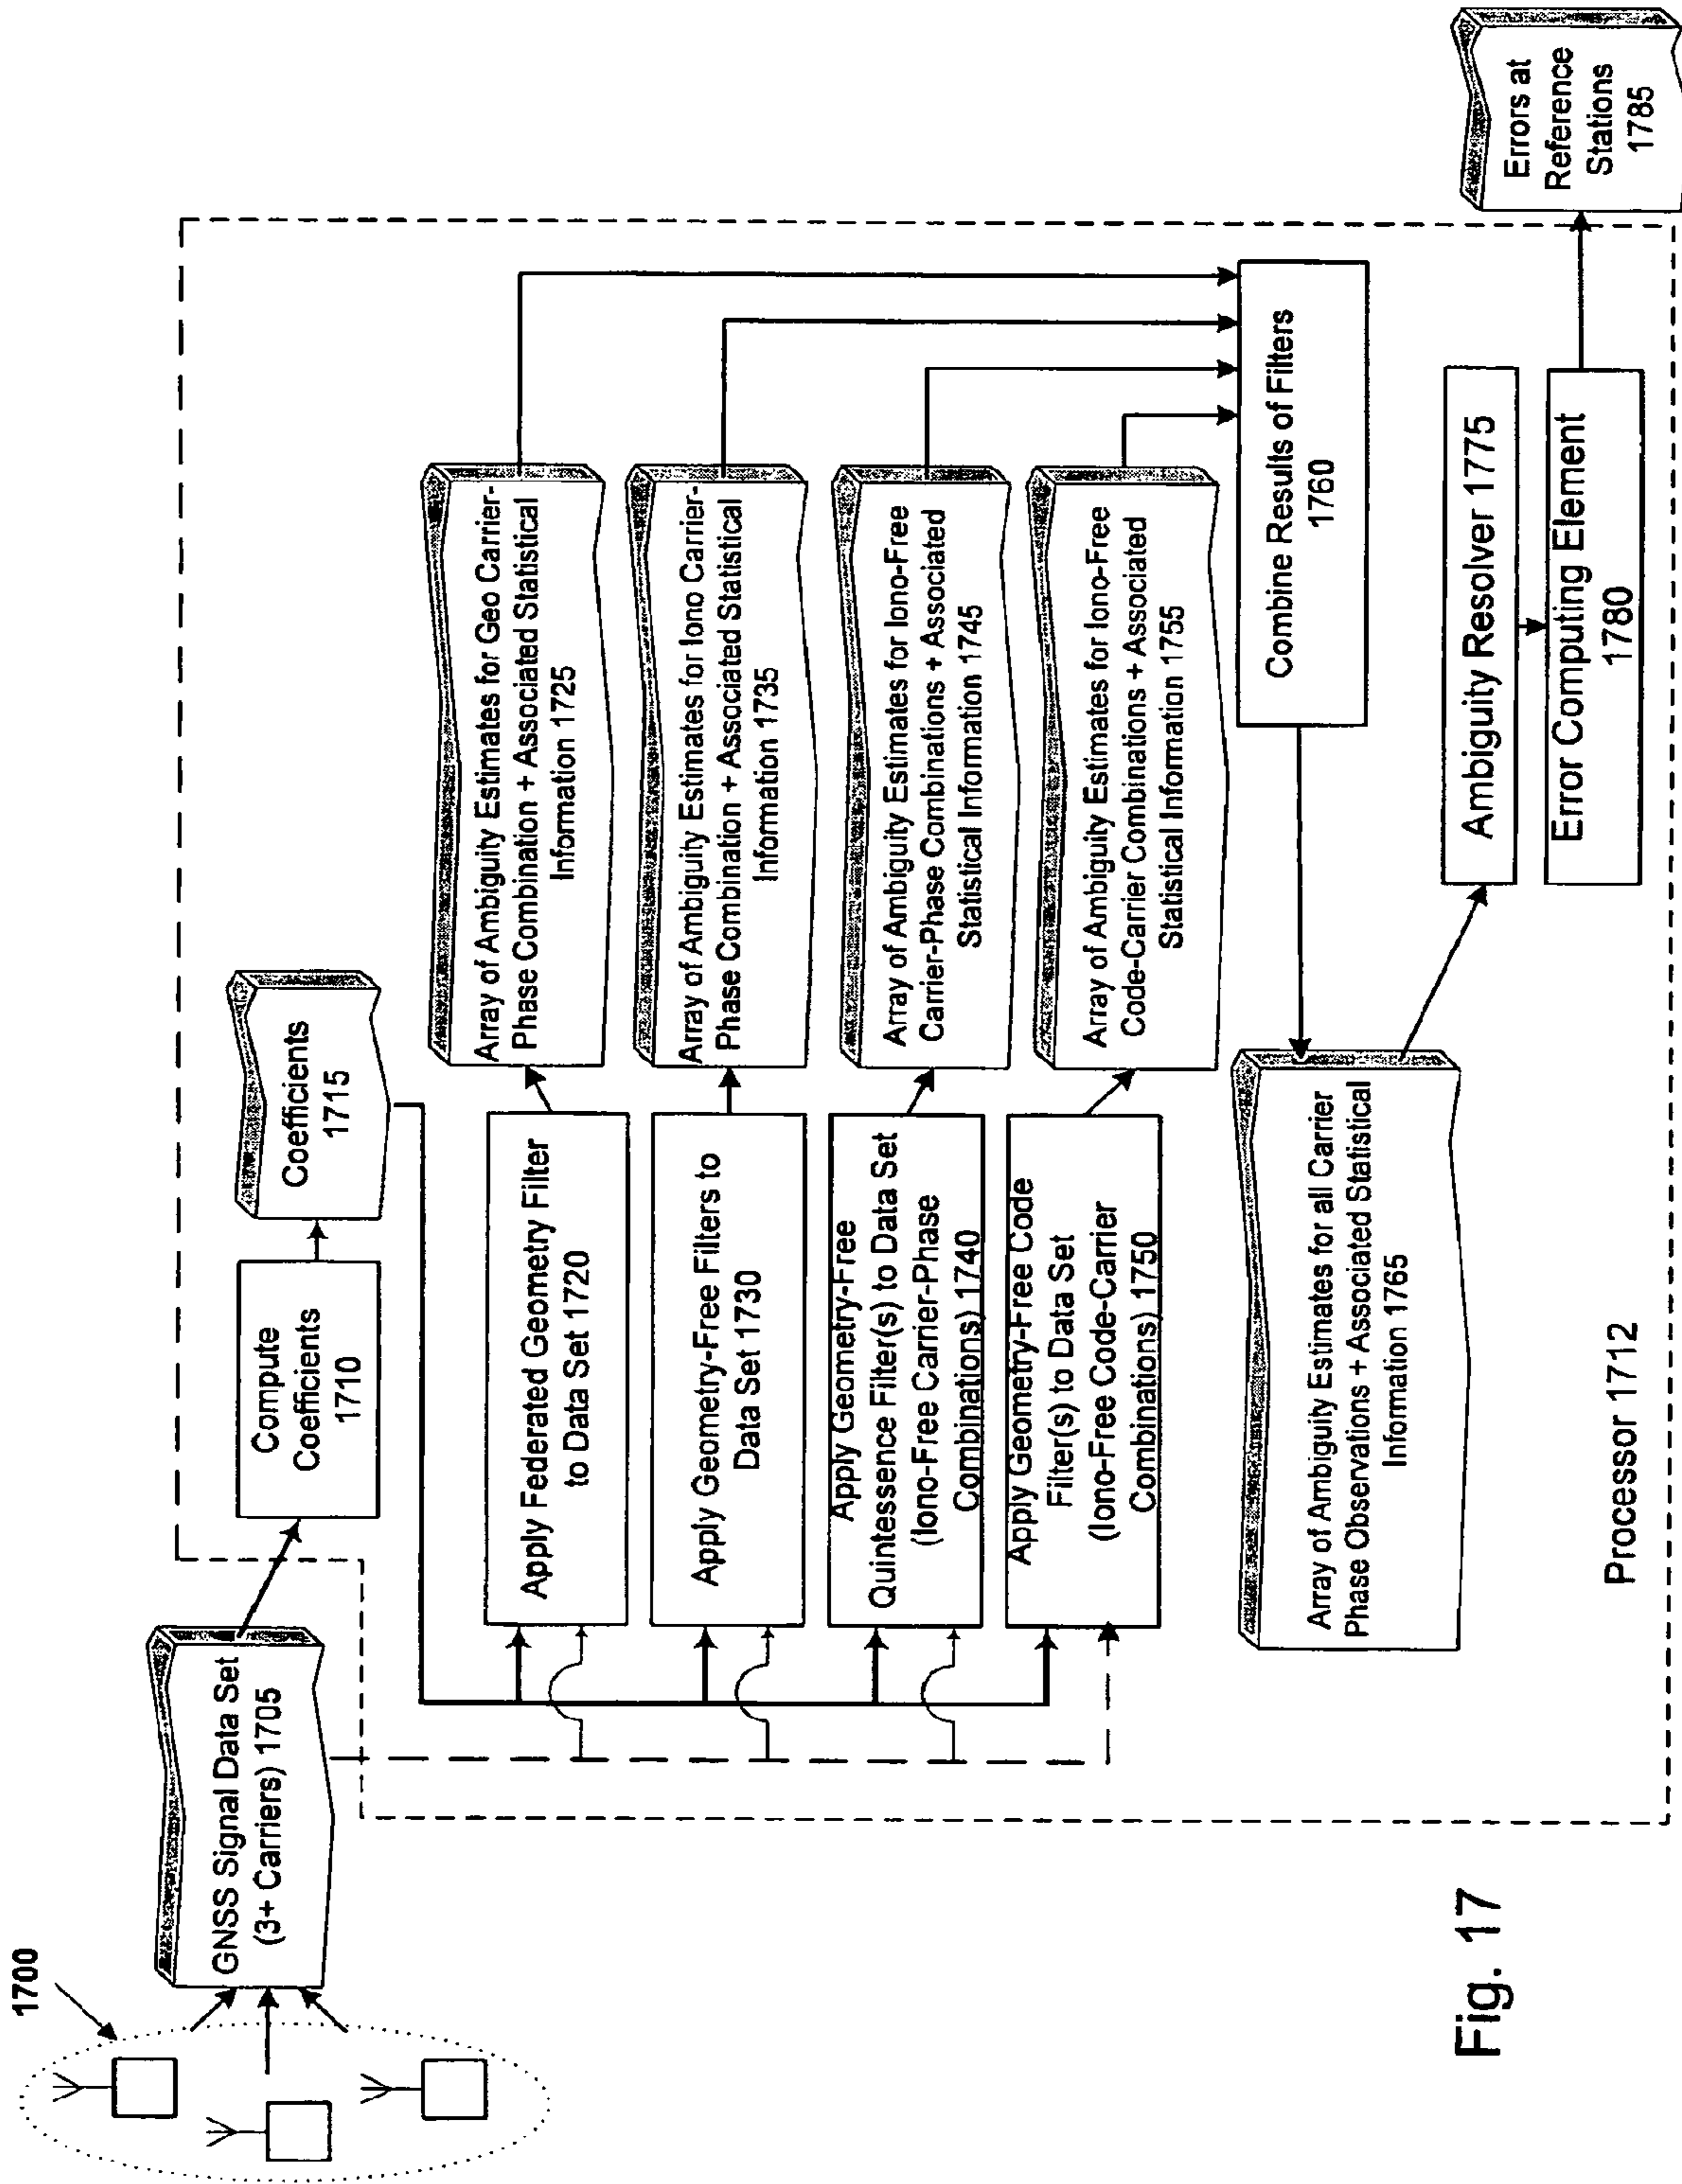 1700
GNSS Signal Data Set
(3+ Carriers) 1705
Compute
Coefficients
1710
Coefficients
1715
Apply Federated Geometry Filter
to Data Set 1720
Array of Ambiguity Estimates for Geo Carrier-
Phase Combination + Associated Statistical
Information 1725
Apply Geometry-Free Filters to
Data Set 1730
Array of Ambiguity Estimates for Iono Carrier-
Phase Combination + Associated Statistical
Information 1735
Apply Geometry-Free
Quintessence Filter(s) to Data Set
(Iono-Free Carrier-Phase
Combinations) 1740
Array of Ambiguity Estimates for Iono-Free
Carrier-Phase Combinations + Associated
Statistical Information 1745
Apply Geometry-Free Code
Filter(s) to Data Set
(Iono-Free Code-Carrier
Combinations) 1750
Array of Ambiguity Estimates for Iono-Free
Code-Carrier Combinations + Associated
Statistical Information 1755
Combine Results of Filters
1760
Array of Ambiguity Estimates for all Carrier
Phase Observations + Associated Statistical
Information 1765
Ambiguity Resolver 1775
Error Computing Element
1780
Errors at
Reference
Stations
1785
Processor 1712
Fig. 17